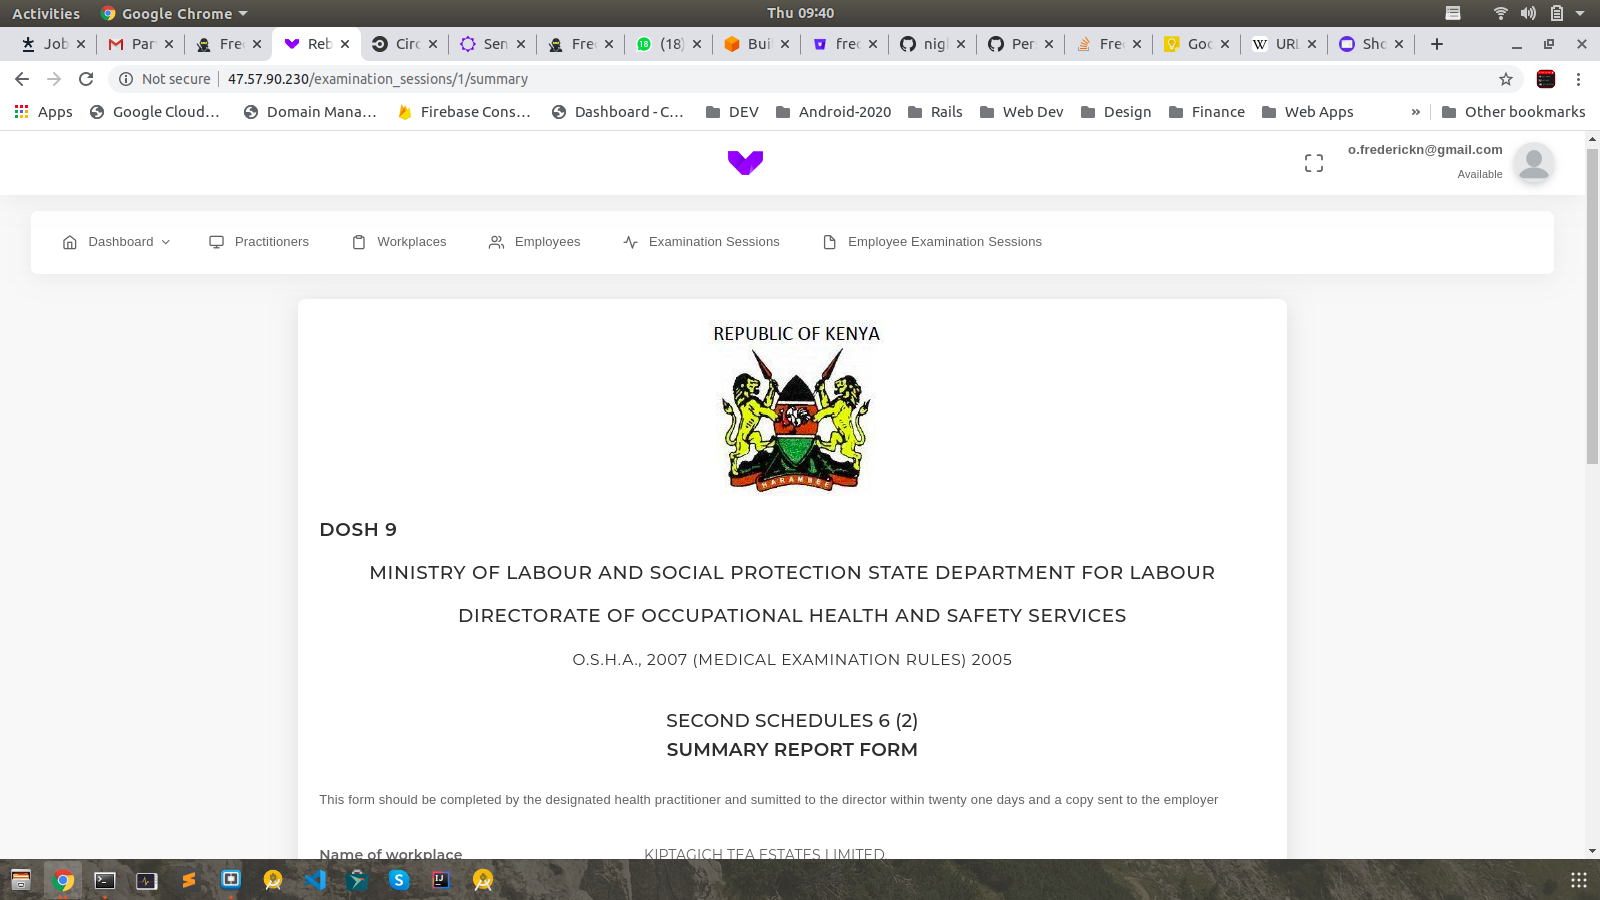 Activities Google Chrome Thu 09:40
Job Par Fre Reb Circ Sen Fre (18) Buil frec nig Per Fre Goo URL Sho
Not secure 47.57.90.230/examination_sessions/1/summary
Apps Google Cloud… Domain Mana… Firebase Cons… Dashboard - C… DEV Android-2020 Rails Web Dev Design Finance Web Apps » Other bookmarks
o.frederickn@gmail.com
Available
Dashboard Practitioners Workplaces Employees Examination Sessions Employee Examination Sessions
REPUBLIC OF KENYA
HARAMBEE
DOSH 9
MINISTRY OF LABOUR AND SOCIAL PROTECTION STATE DEPARTMENT FOR LABOUR
DIRECTORATE OF OCCUPATIONAL HEALTH AND SAFETY SERVICES
O.S.H.A., 2007 (MEDICAL EXAMINATION RULES) 2005
SECOND SCHEDULES 6 (2)
SUMMARY REPORT FORM
This form should be completed by the designated health practitioner and sumitted to the director within twenty one days and a copy sent to the employer
Name of workplace KIPTAGICH TEA ESTATES LIMITED